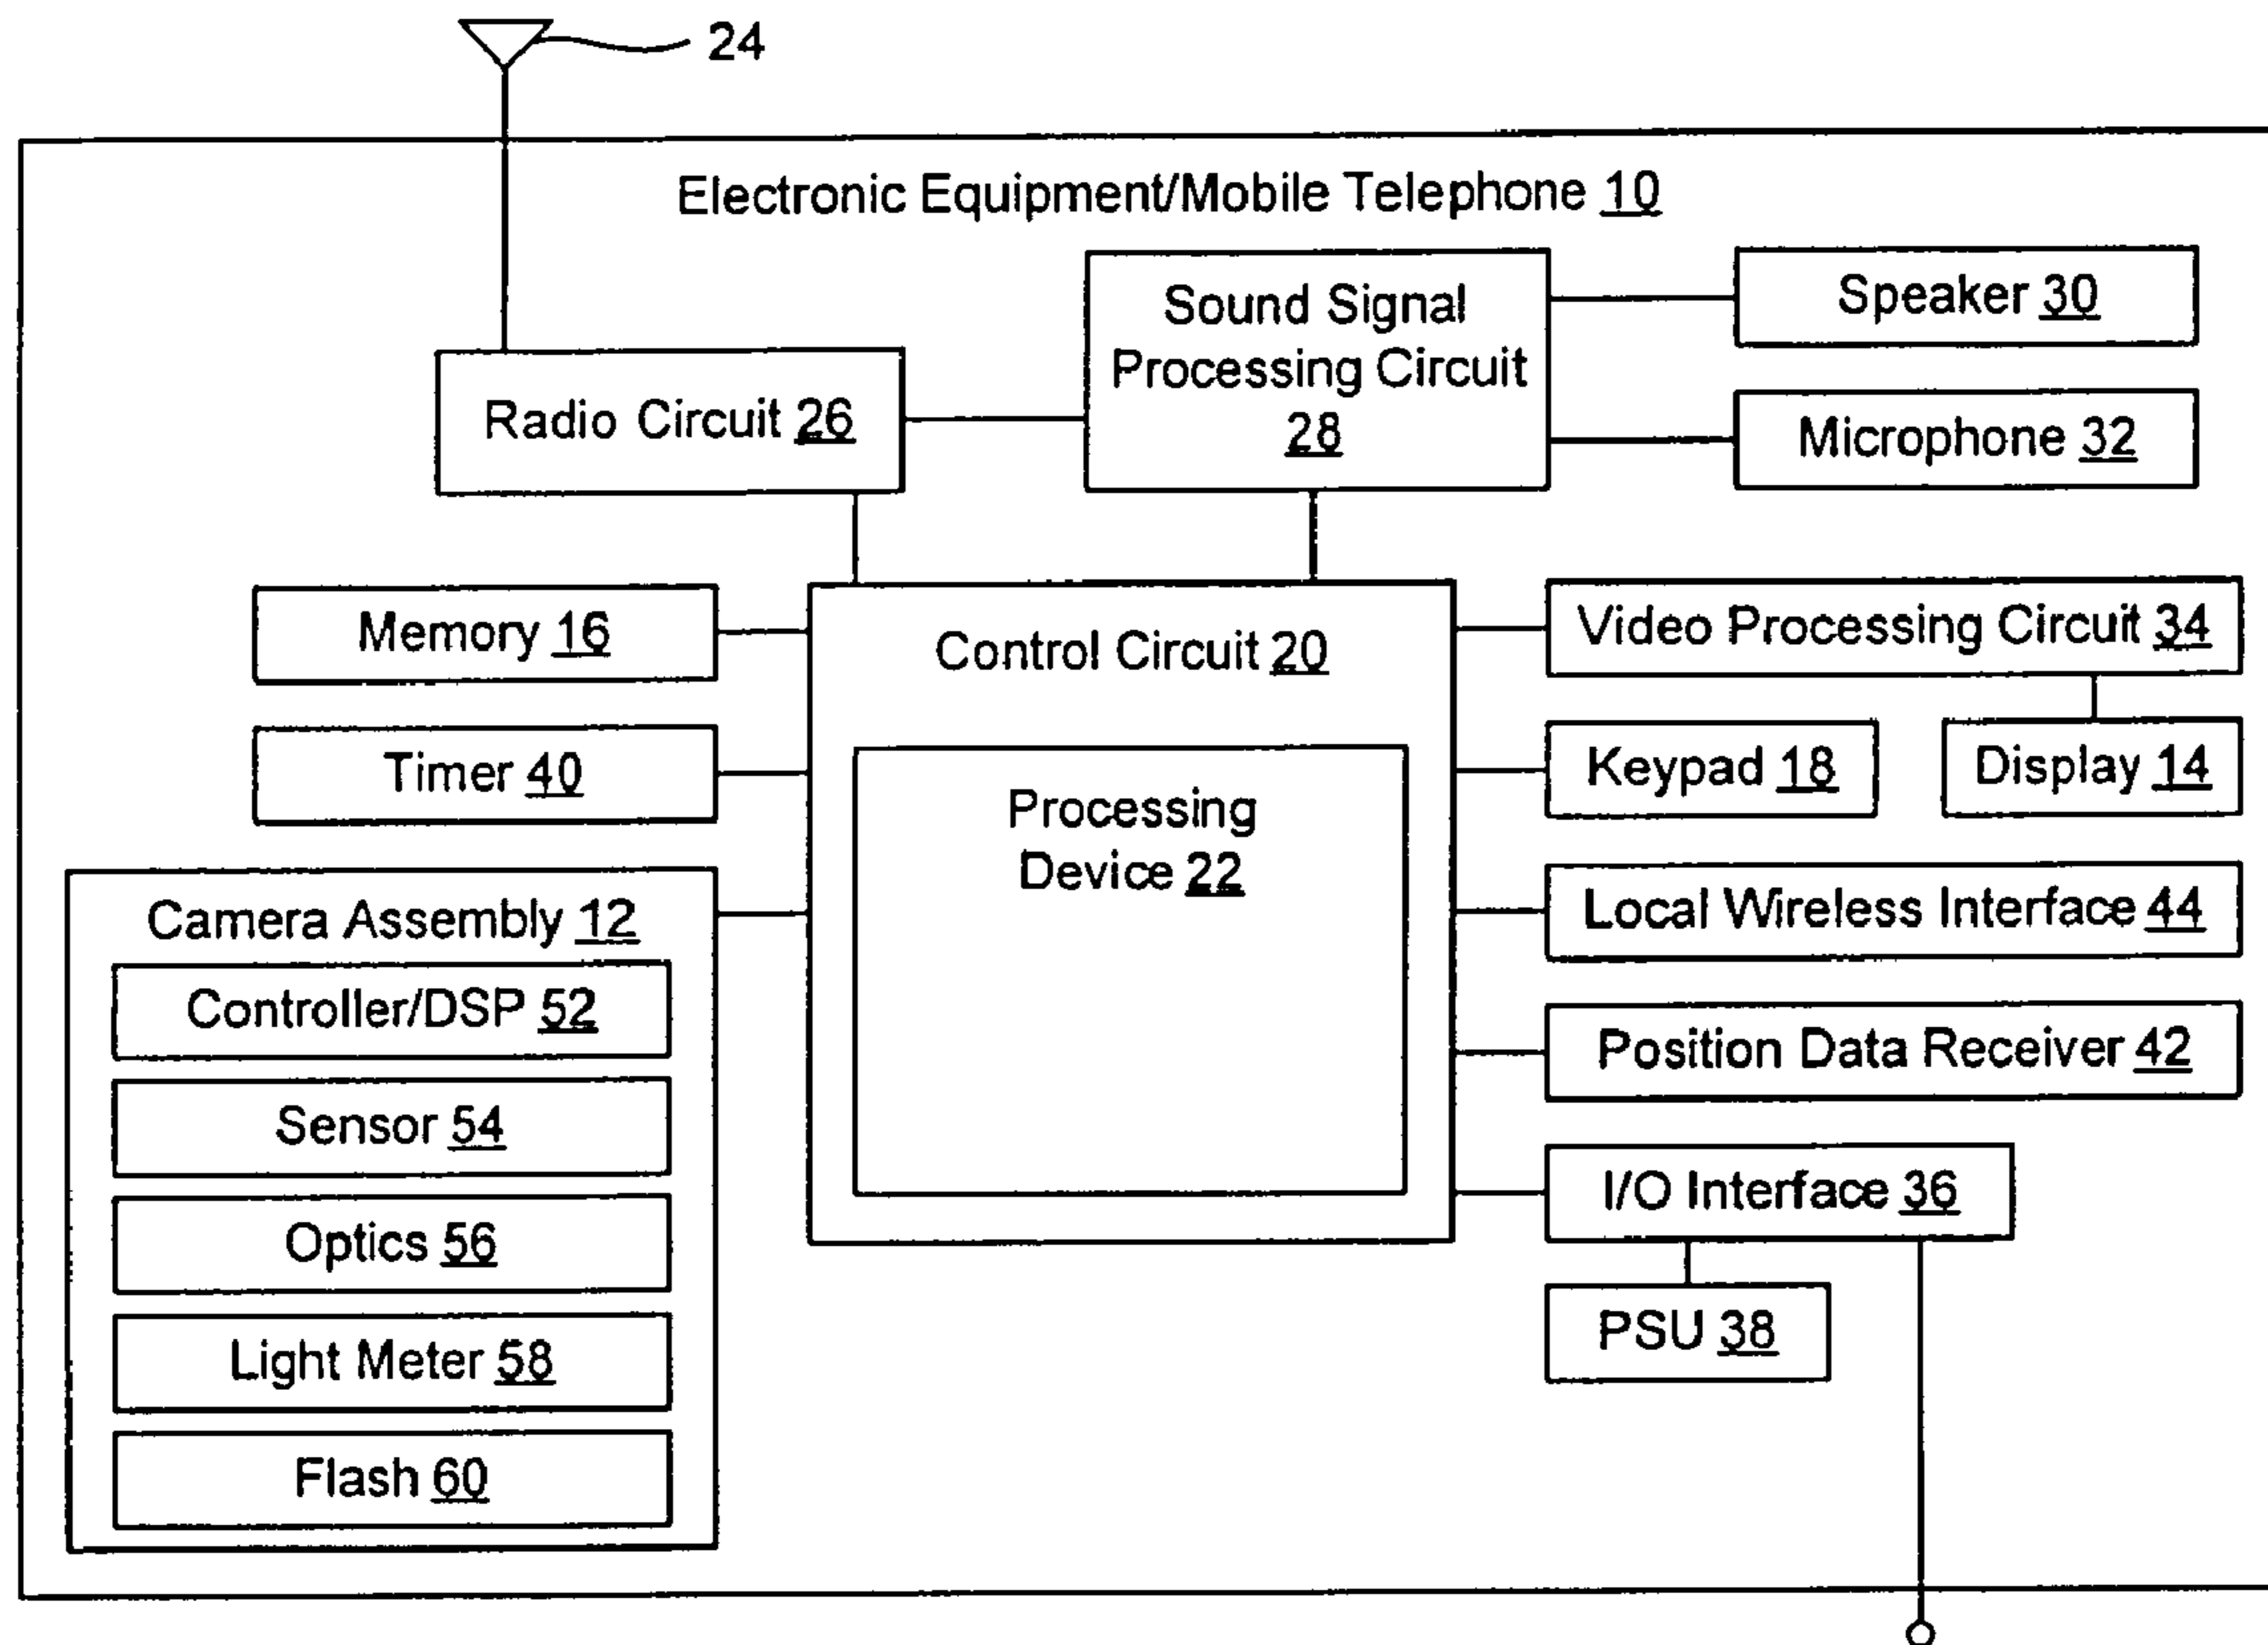 24
Electronic Equipment/Mobile Telephone 10
Sound Signal
Processing Circuit
28
Speaker 30
Microphone 32
Radio Circuit 26
Memory 16
Timer 40
Control Circuit 20
Processing
Device 22
Video Processing Circuit 34
Keypad 18
Display 14
Local Wireless Interface 44
Position Data Receiver 42
I/O Interface 36
PSU 38
Camera Assembly 12
Controller/DSP 52
Sensor 54
Optics 56
Light Meter 58
Flash 60